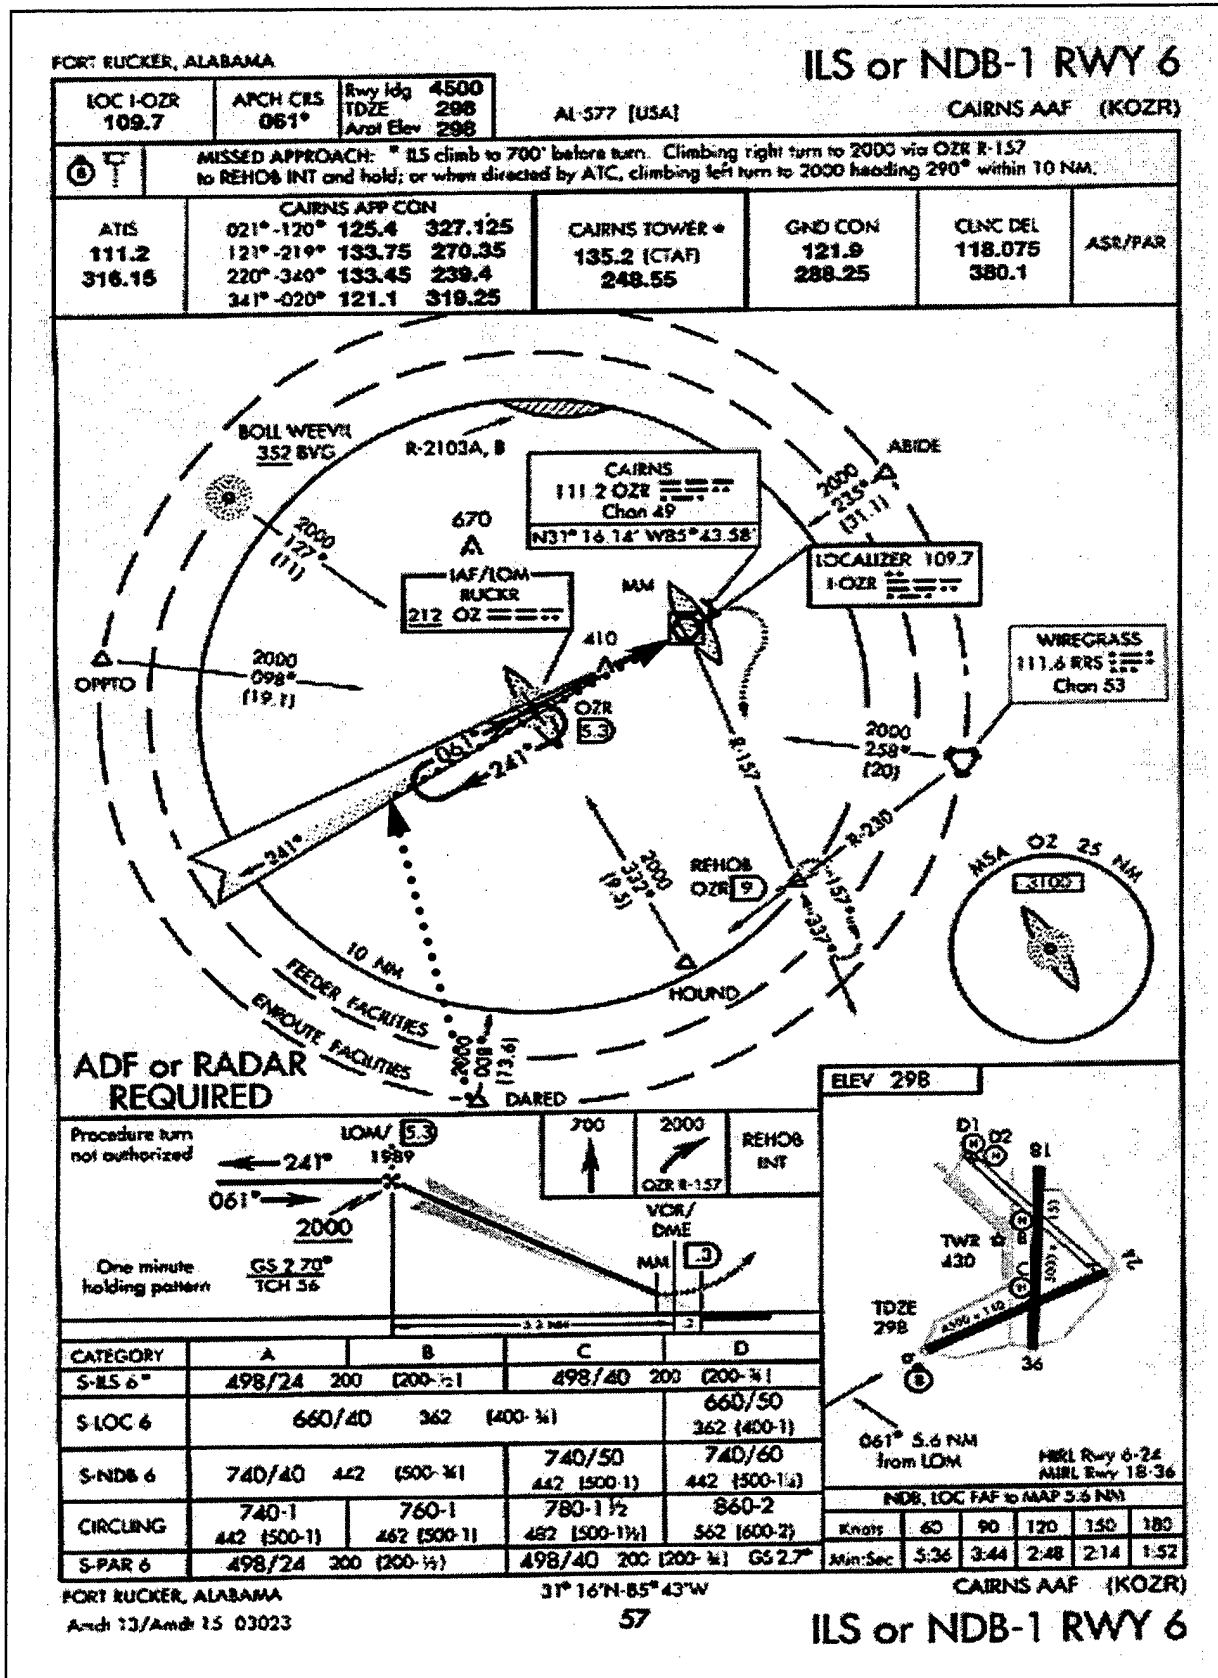 FORT RUCKER, ALABAMA
ILS or NDB-1 RWY 6
LOC I-OZR
109.7
APCH CRS
061°
Rwy ldg 4500
TDZE 298
Arpt Elev 298
AL-577 [USA]
CAIRNS AAF (KOZR)
MISSED APPROACH: * ILS climb to 700' before turn. Climbing right turn to 2000 via OZR R-157
to REHOB INT and hold; or when directed by ATC, climbing left turn to 2000 heading 290° within 10 NM.
ATIS
111.2
316.15
CAIRNS APP CON
021°-120° 125.4 327.125
121°-219° 133.75 270.35
220°-340° 133.45 239.4
341°-020° 121.1 319.25
CAIRNS TOWER *
135.2 (CTAF)
248.55
GND CON
121.9
288.25
CLNC DEL
118.075
380.1
ASR/PAR
BOLL WEEVIL
352 BVG
R-2103A, B
ABIDE
2000
235°
(31.1)
CAIRNS
111.2 OZR
Chan 49
N31° 16.14' W85° 43.58'
2000
127°
(11)
670
IAF/LOM
RUCKR
212 OZ
MM
LOCALIZER 109.7
I-OZR
410
WIREGRASS
111.6 RRS
Chan 53
OPPTO
2000
098°
(19.1)
OZR
5.3
061°
241°
R-157
2000
258°
(20)
R-230
241°
2000
332°
(9.5)
REHOB
OZR 9
157°
337°
MSA OZ 25 NM
3100
10 NM
FEEDER FACILITIES
ENROUTE FACILITIES
HOUND
2000
008°
DARED
ADF or RADAR
REQUIRED
ELEV 298
Procedure turn
not authorized
LOM/ 5.3
1989
241°
061°
2000
One minute
holding pattern
GS 2.70°
TCH 56
700
2000
OZR R-157
REHOB
INT
VOR/
DME
MM
.3
D1
D2
18
TWR
430
TDZE
298
36
061° 5.6 NM
from LOM
HIRL Rwy 6-24
MIRL Rwy 18-36
CATEGORY A B C D
S-ILS 6* 498/24 200 (200-½) 498/40 200 (200-¾)
S-LOC 6 660/40 362 (400-¾) 660/50 362 (400-1)
S-NDB 6 740/40 442 (500-¾) 740/50 442 (500-1) 740/60 442 (500-1¼)
CIRCLING 740-1 442 (500-1) 760-1 462 (500-1) 780-1½ 482 (500-1½) 860-2 562 (600-2)
S-PAR 6 498/24 200 (200-½) 498/40 200 (200-¾) GS 2.7°
NDB, LOC FAF to MAP 5.6 NM
Knots 60 90 120 150 180
Min:Sec 5:36 3:44 2:48 2:14 1:52
FORT RUCKER, ALABAMA
31° 16'N-85° 43'W
CAIRNS AAF (KOZR)
57
ILS or NDB-1 RWY 6